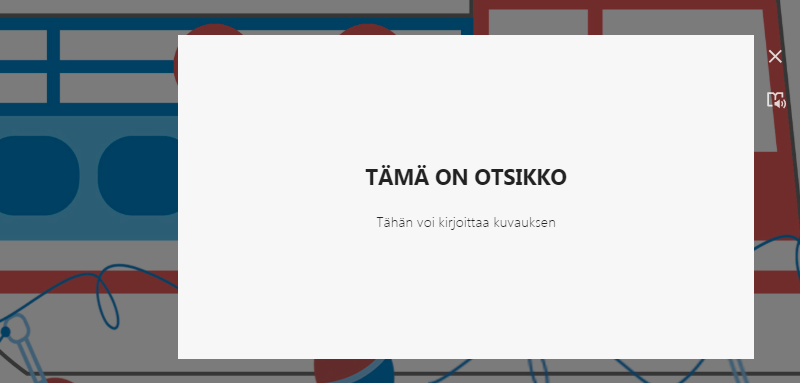 TÄMÄ ON OTSIKKO
Tähän voi kirjoittaa kuvauksen